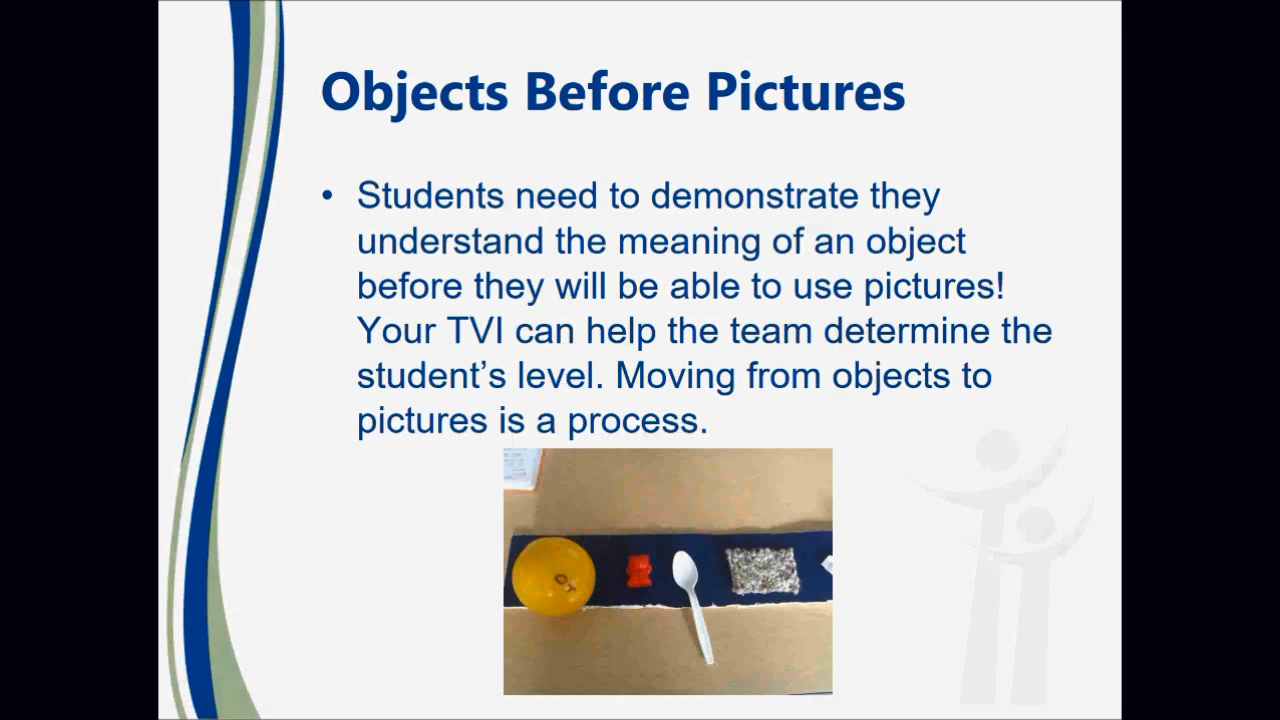 Objects Before Pictures
• Students need to demonstrate they
understand the meaning of an object
before they will be able to use pictures!
Your TVI can help the team determine the
student’s level. Moving from objects to
pictures is a process.